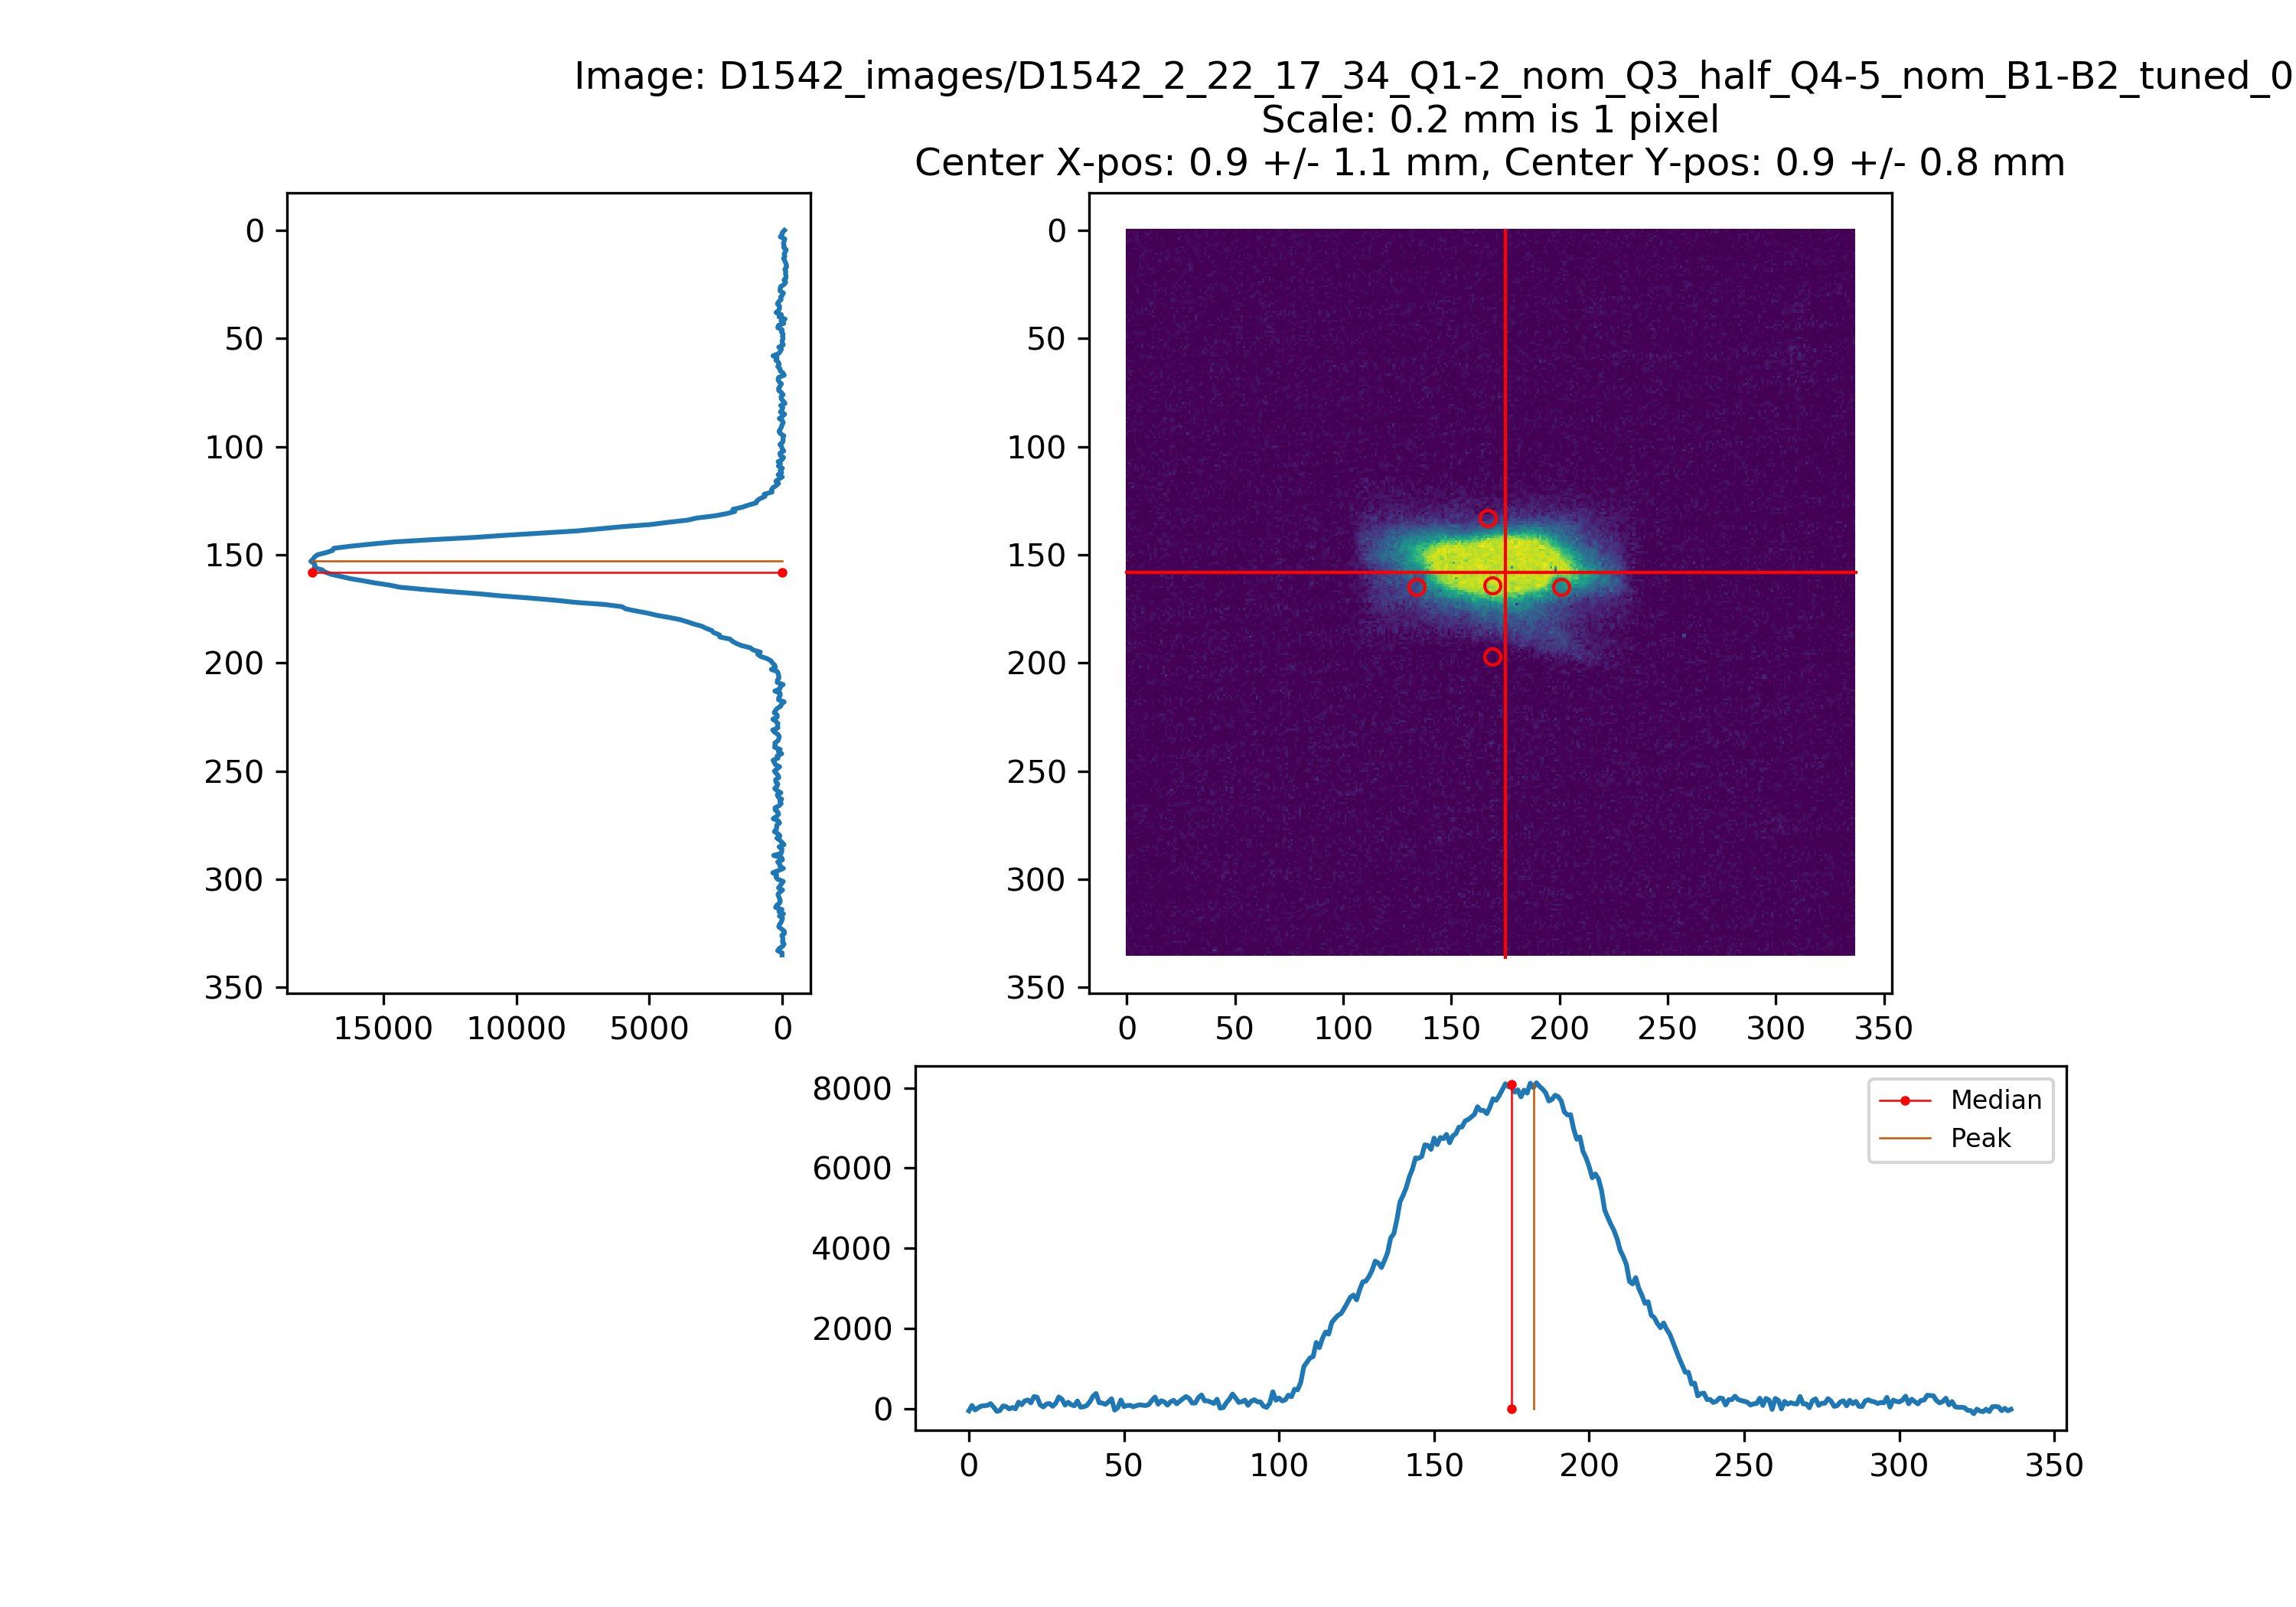 Image: D1542_images/D1542_2_22_17_34_Q1-2_nom_Q3_half_Q4-5_nom_B1-B2_tuned_0
Scale: 0.2 mm is 1 pixel
Center X-pos: 0.9 +/- 1.1 mm, Center Y-pos: 0.9 +/- 0.8 mm
0
50
100
150
200
250
300
350
15000 10000 5000 0
0
50
100
150
200
250
300
350
0 50 100 150 200 250 300 350
8000
6000
4000
2000
0
0 50 100 150 200 250 300 350
Median
Peak